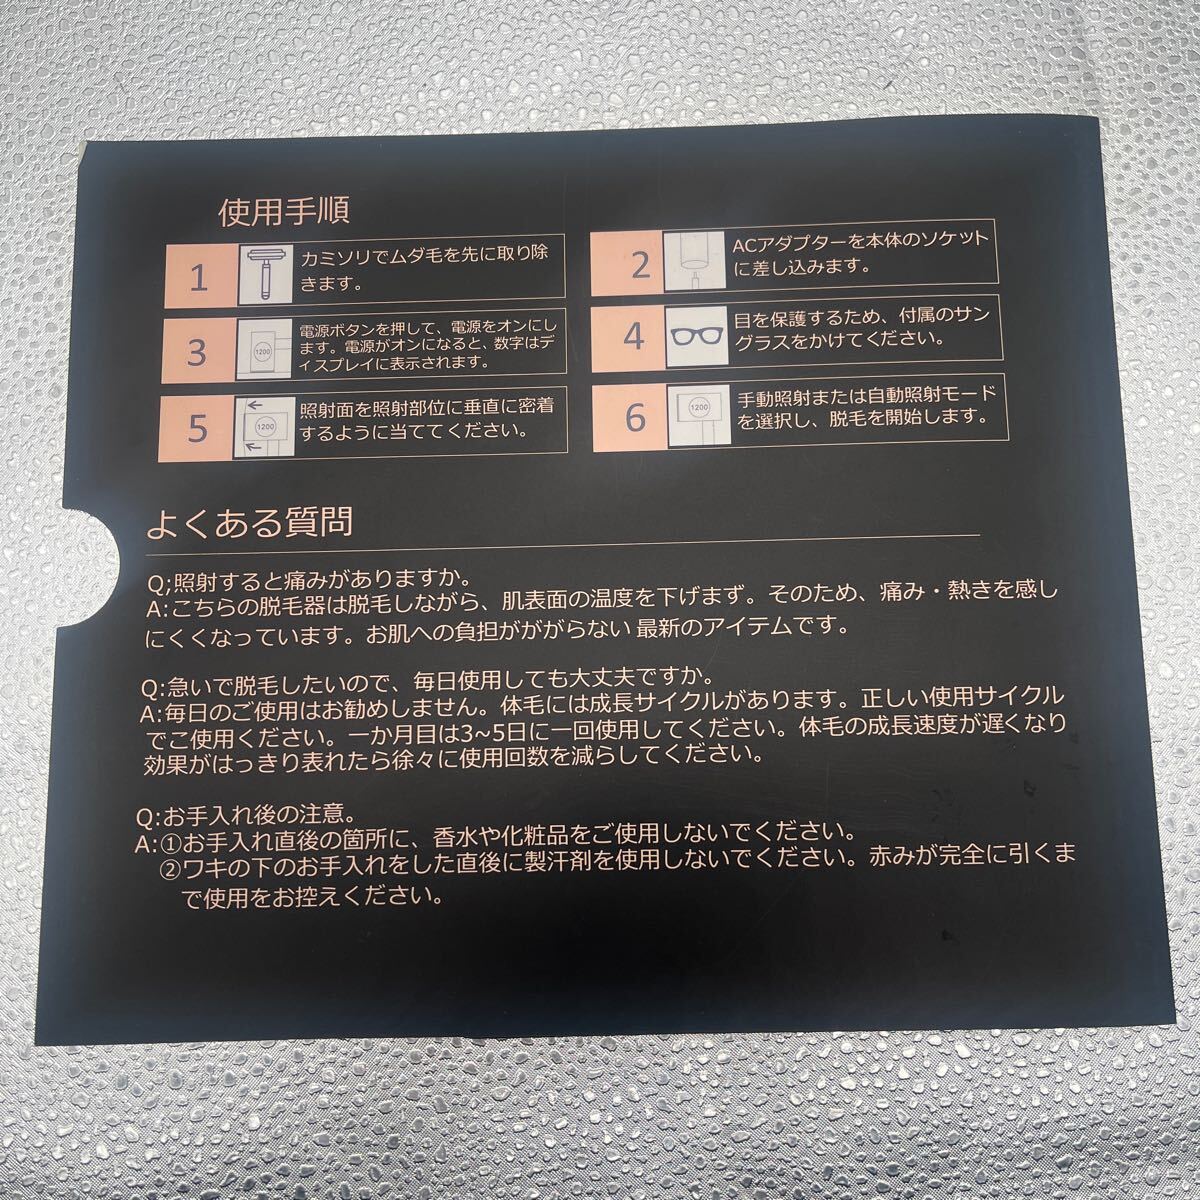 使用手順
1
カミソリでムダ毛を先に取り除
きます。
2
ACアダプターを本体のソケット
に差し込みます。
3
1200
電源ボタンを押して、電源をオンにし
ます。電源がオンになると、数字はデ
ィスプレイに表示されます。
4
目を保護するため、付属のサン
グラスをかけてください。
5
1200
照射面を照射部位に垂直に密着
するように当ててください。
6
1200
手動照射または自動照射モード
を選択し、脱毛を開始します。
よくある質問
Q;照射すると痛みがありますか。
A:こちらの脱毛器は脱毛しながら、肌表面の温度を下げまず。そのため、痛み・熱きを感し
にくくなっています。お肌への負担がががらない 最新のアイテムです。
Q:急いで脱毛したいので、毎日使用しても大丈夫ですか。
A:毎日のご使用はお勧めしません。体毛には成長サイクルがあります。正しい使用サイクル
でこ使用ください。一か月目は3~5日に一回使用してください。体毛の成長速度が遅くなり
効果がはっきり表れたら徐々に使用回数を減らしてください。
Q:お手入れ後の注意。
A:①お手入れ直後の箇所に、香水や化粧品をご使用しないでください。
②ワキの下のお手入れをした直後に製汗剤を使用しないでください。赤みが完全に引くま
で使用をお控えください。